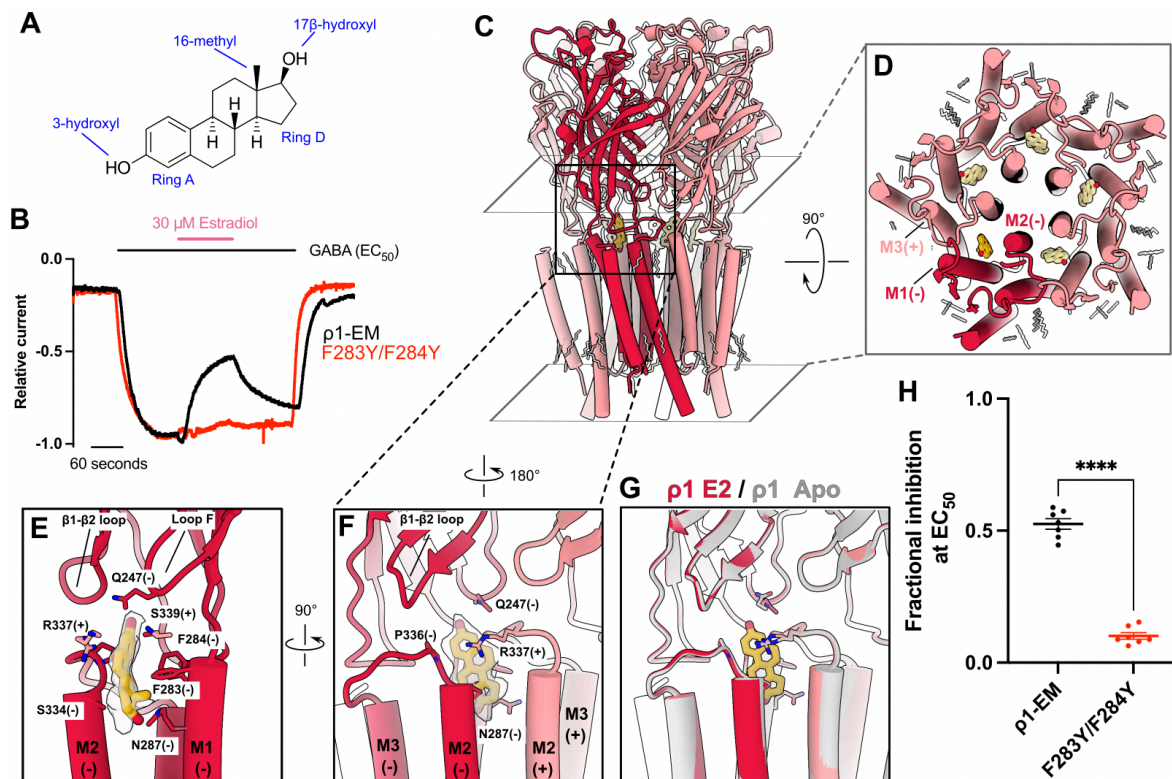 A
16-methyl
17β-hydroxyl
OH
3-hydroxyl
H
H
H
HO
Ring A
Ring D
B
30 μM Estradiol
GABA (EC50)
0.0
-0.5
-1.0
Relative current
ρ1-EM
F283Y/F284Y
60 seconds
C
90°
D
M2(-)
M3(+)
M1(-)
180°
E
β1-β2 loop
Loop F
Q247(-)
S339(+)
R337(+)
F284(-)
F283(-)
S334(-)
N287(-)
M2
(-)
M1
(-)
90°
F
β1-β2 loop
Q247(-)
P336(-)
R337(+)
N287(-)
M3
(+)
M3
(-)
M2
(-)
M2
(+)
G
ρ1 E2 / ρ1 Apo
H
Fractional inhibition
at EC50
1.0
0.5
0.0
****
ρ1-EM
F283Y/F284Y